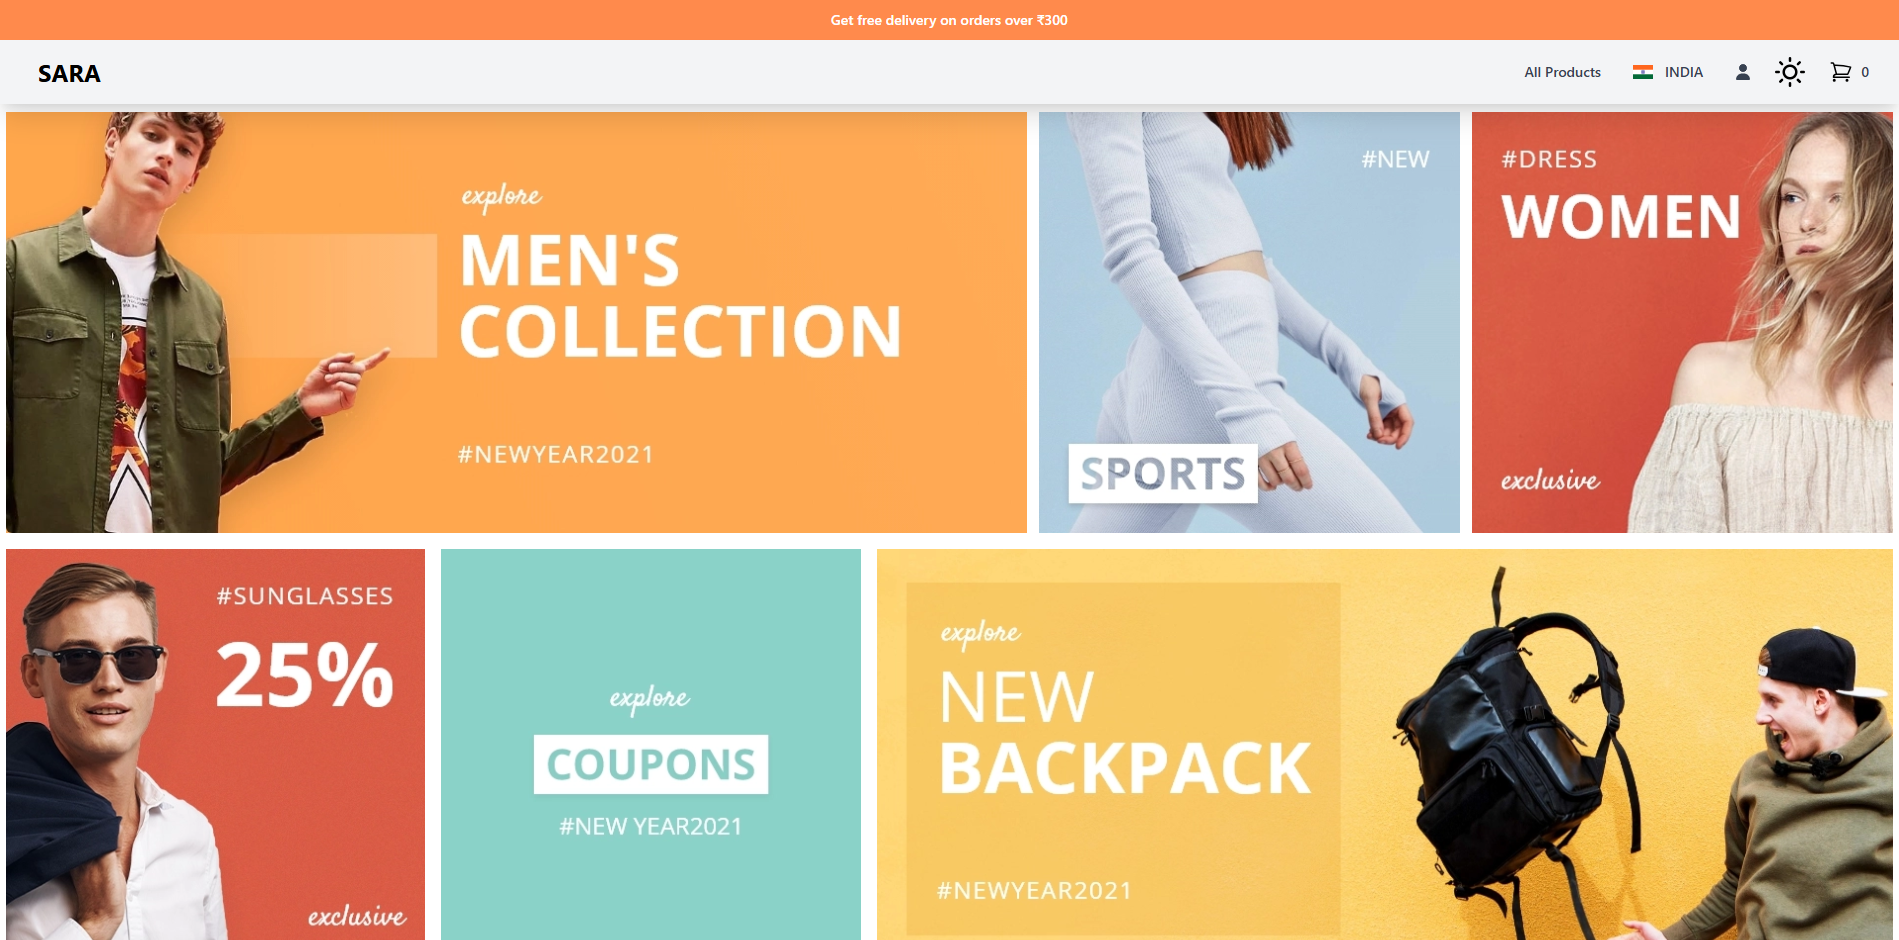 Get free delivery on orders over ₹300
SARA
All Products
INDIA
0
explore
MEN'S
COLLECTION
#NEWYEAR2021
#NEW
SPORTS
#DRESS
WOMEN
exclusive
#SUNGLASSES
25%
exclusive
explore
COUPONS
#NEW YEAR2021
explore
NEW
BACKPACK
#NEWYEAR2021